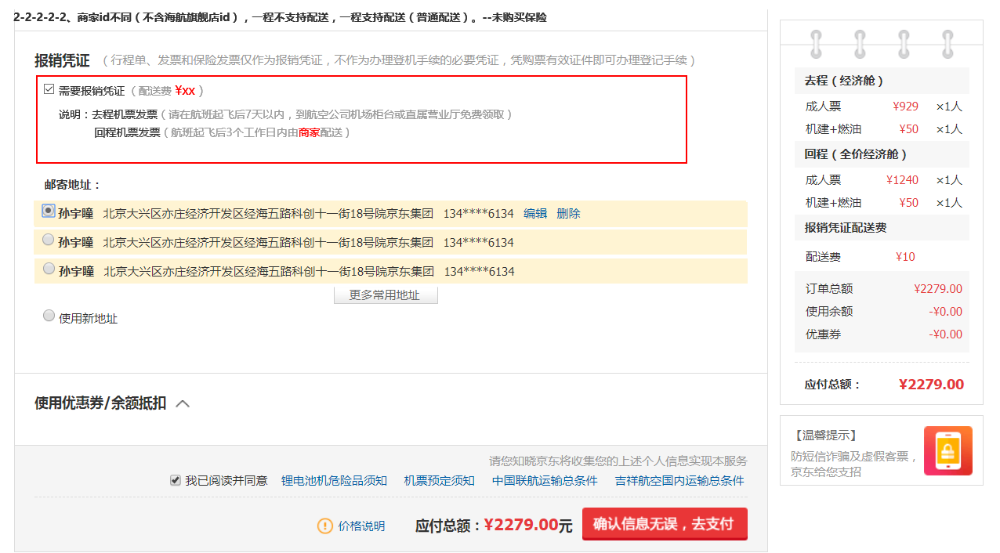 2-2-2-2-2、商家id不同（不含海航旗舰店id），一程不支持配送，一程支持配送（普通配送）。--未购买保险
报销凭证 （行程单、发票和保险发票仅作为报销凭证，不作为办理登机手续的必要凭证，凭购票有效证件即可办理登记手续）
需要报销凭证（配送费 ¥xx ）
说明：去程机票发票（请在航班起飞后7天以内，到航空公司机场柜台或直属营业厅免费领取）
回程机票发票（航班起飞后3个工作日内由商家配送）
邮寄地址：
孙宇曈 北京大兴区亦庄经济开发区经海五路科创十一街18号院京东集团 134****6134 编辑 删除
孙宇曈 北京大兴区亦庄经济开发区经海五路科创十一街18号院京东集团 134****6134
孙宇曈 北京大兴区亦庄经济开发区经海五路科创十一街18号院京东集团 134****6134
更多常用地址
使用新地址
使用优惠券/余额抵扣
请您知晓京东将收集您的上述个人信息实现本服务
我已阅读并同意 锂电池机危险品须知 机票预定须知 中国联航运输总条件 吉祥航空国内运输总条件
价格说明 应付总额：¥2279.00元 确认信息无误，去支付
去程（经济舱）
成人票 ¥929 ×1人
机建+燃油 ¥50 ×1人
回程（全价经济舱）
成人票 ¥1240 ×1人
机建+燃油 ¥50 ×1人
报销凭证配送费
配送费 ¥10
订单总额 ¥2279.00
使用余额 -¥0.00
优惠券 -¥0.00
应付总额： ¥2279.00
【温馨提示】
防短信诈骗及虚假客票，
京东给您支招